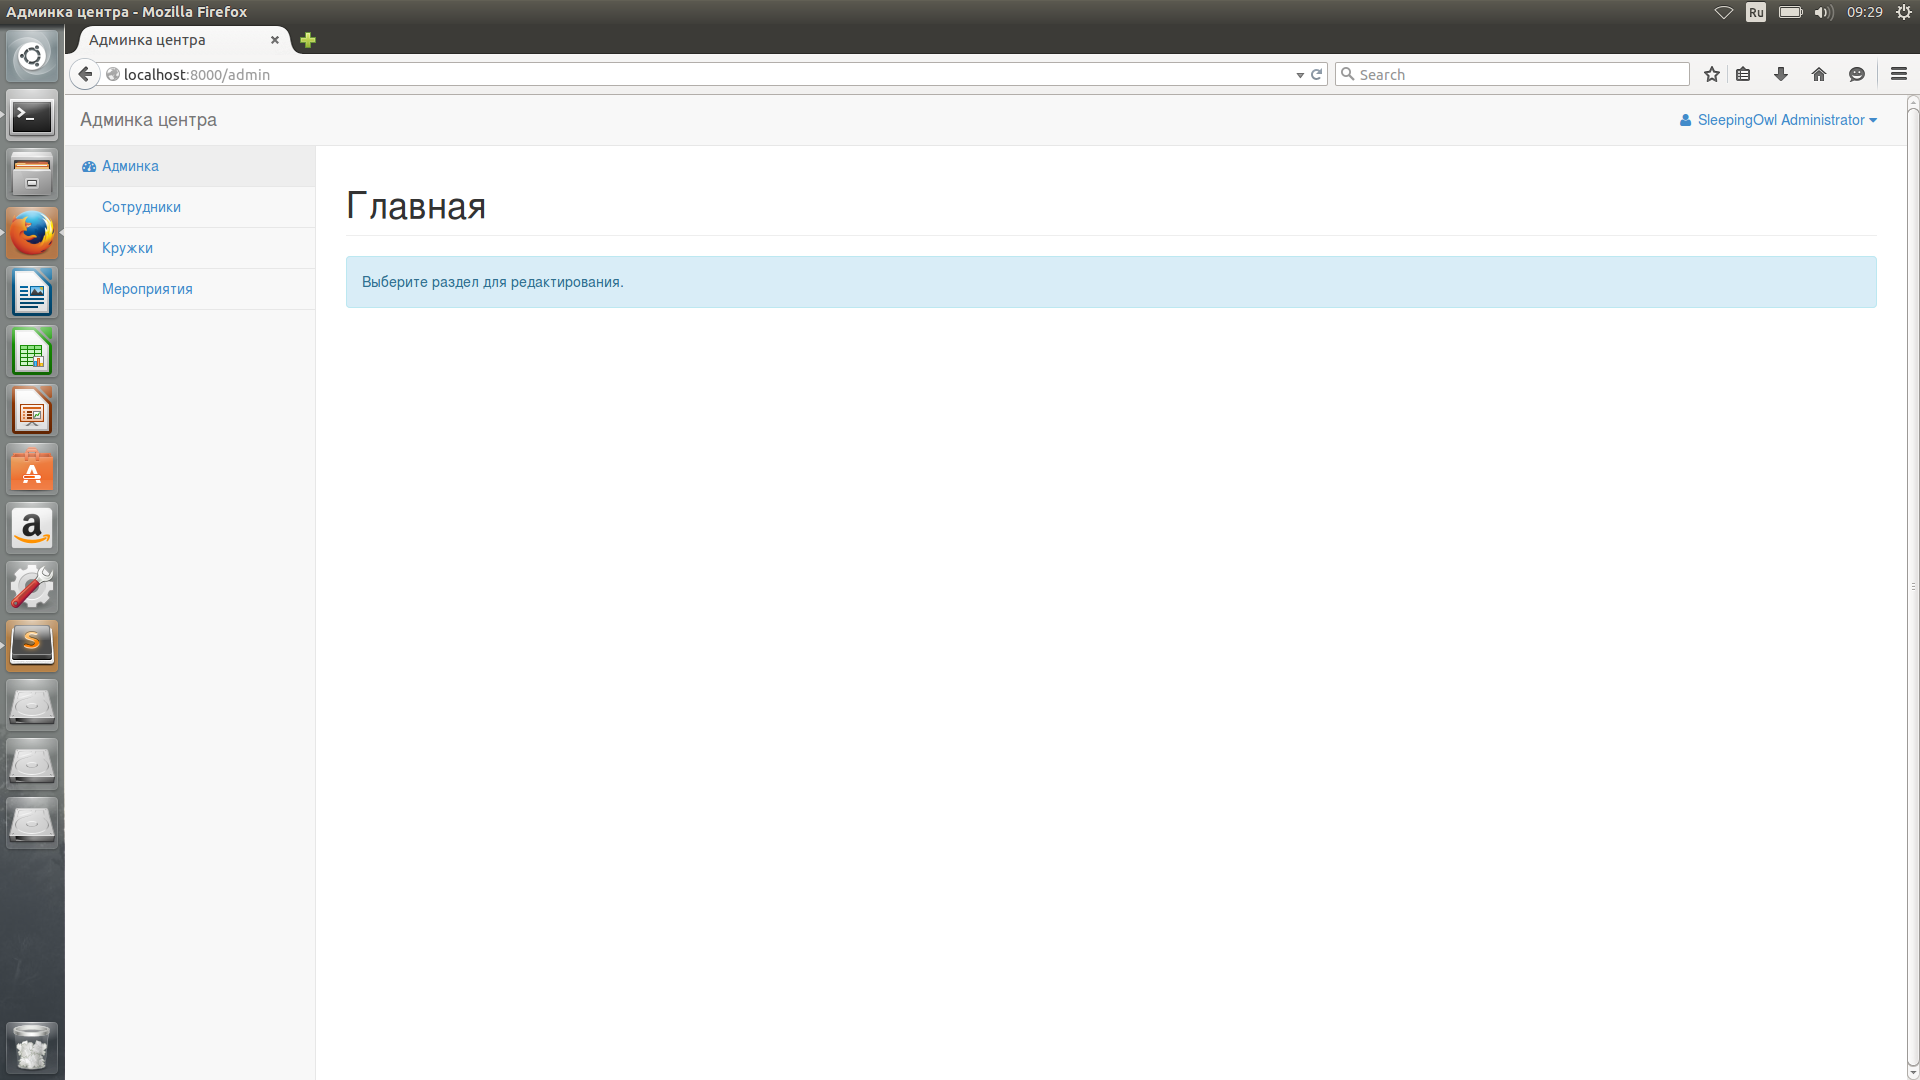 Админка центра - Mozilla Firefox
Ru
09:29
Админка центра
localhost:8000/admin
Search
Админка центра
SleepingOwl Administrator
Админка
Сотрудники
Кружки
Мероприятия
Главная
Выберите раздел для редактирования.